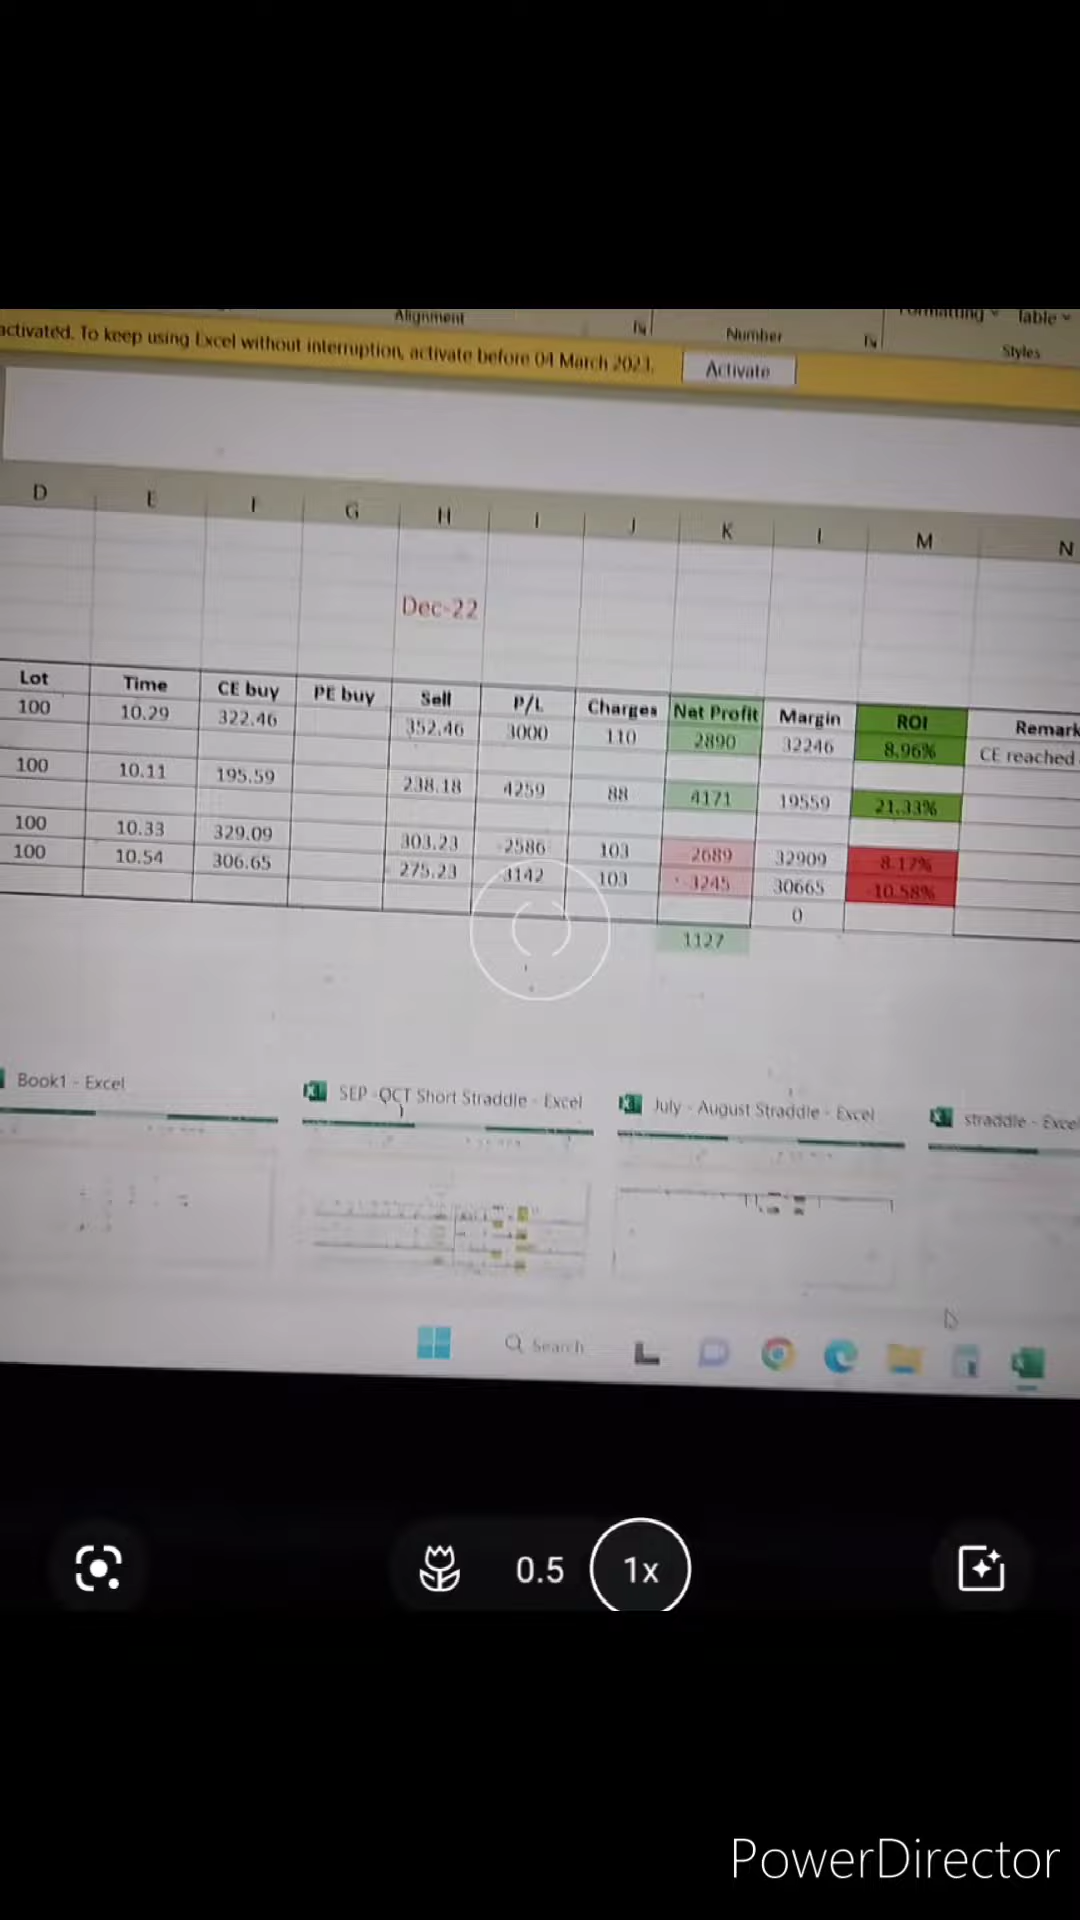 Alignment
Number
Formatting
Table
Styles
activated. To keep using Excel without interruption, activate before 04 March 2023.
Activate
D E F G H I J K L M N
Dec-22
Lot Time CE buy PE buy Sell P/L Charges Net Profit Margin ROI Remark
100 10.29 322.46 352.46 3000 110 2890 32246 8.96% CE reached
100 10.11 195.59 238.18 4259 88 4171 19559 21.33%
100 10.33 329.09 303.23 -2586 103 -2689 32909 -8.17%
100 10.54 306.65 275.23 -3142 103 -3245 30665 -10.58%
0
1127
Book1 - Excel
SEP -OCT Short Straddle - Excel
July - August Straddle - Excel
straddle - Excel
Search
0.5
1x
PowerDirector